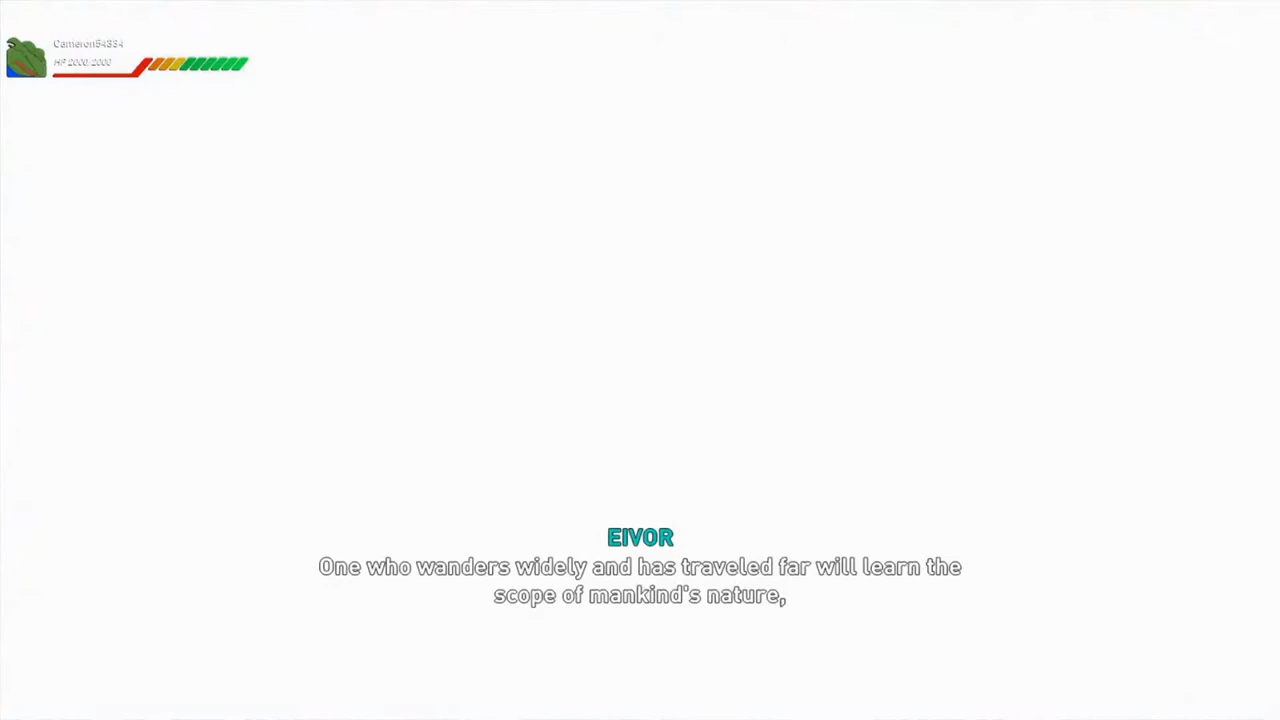 Cameron54334
HP 2000/2000
EIVOR
One who wanders widely and has traveled far will learn the
scope of mankind's nature,